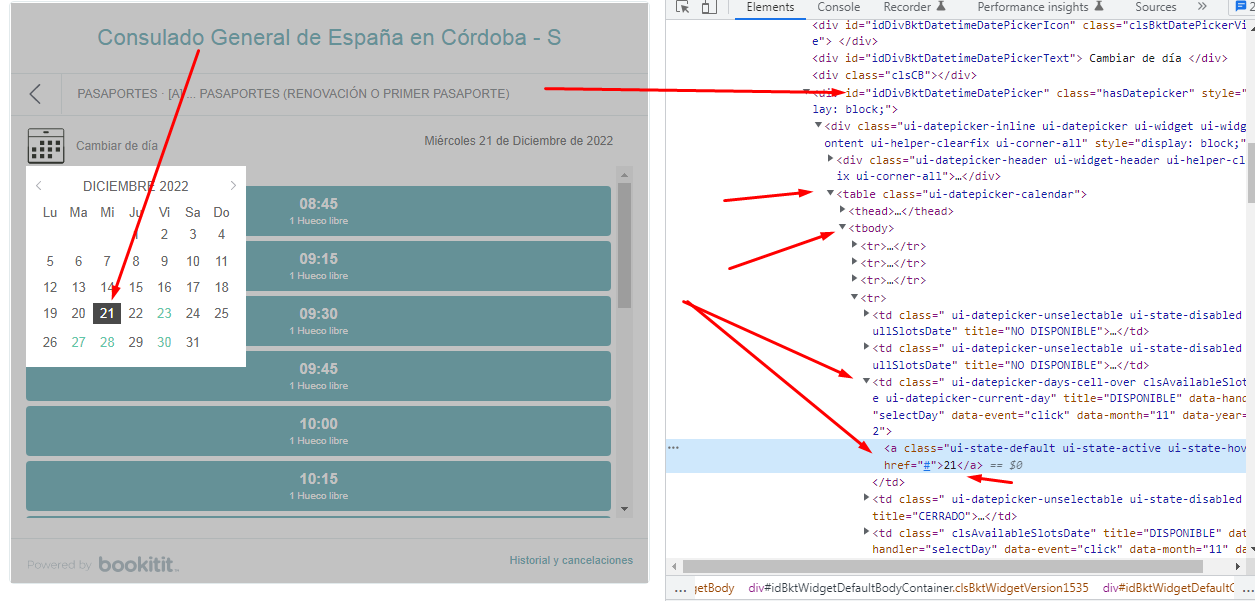 Consulado General de España en Córdoba - S
PASAPORTES · [A]... PASAPORTES (RENOVACIÓN O PRIMER PASAPORTE)
Cambiar de día
Miércoles 21 de Diciembre de 2022
DICIEMBRE 2022
Lu Ma Mi Ju Vi Sa Do
1 2 3 4
5 6 7 8 9 10 11
12 13 14 15 16 17 18
19 20 21 22 23 24 25
26 27 28 29 30 31
08:45
1 Hueco libre
09:15
1 Hueco libre
09:30
1 Hueco libre
09:45
1 Hueco libre
10:00
1 Hueco libre
10:15
1 Hueco libre
Powered by bookitit
Historial y cancelaciones
Elements Console Recorder Performance insights Sources » 2
<div id="idDivBktDatetimeDatePickerIcon" class="clsBktDatePickerVi
e"> </div>
<div id="idDivBktDatetimeDatePickerText"> Cambiar de día </div>
<div class="clsCB"></div>
<div id="idDivBktDatetimeDatePicker" class="hasDatepicker" style="
lay: block;">
<div class="ui-datepicker-inline ui-datepicker ui-widget ui-widg
ontent ui-helper-clearfix ui-corner-all" style="display: block;"
<div class="ui-datepicker-header ui-widget-header ui-helper-cl
ix ui-corner-all">…</div>
<table class="ui-datepicker-calendar">
<thead>…</thead>
<tbody>
<tr>…</tr>
<tr>…</tr>
<tr>…</tr>
<tr>
<td class=" ui-datepicker-unselectable ui-state-disabled
ullSlotsDate" title="NO DISPONIBLE">…</td>
<td class=" ui-datepicker-unselectable ui-state-disabled
ullSlotsDate" title="NO DISPONIBLE">…</td>
<td class=" ui-datepicker-days-cell-over clsAvailableSlot
e ui-datepicker-current-day" title="DISPONIBLE" data-hand
"selectDay" data-event="click" data-month="11" data-year=
2">
<a class="ui-state-default ui-state-active ui-state-hov
href="#">21</a> == $0
</td>
<td class=" ui-datepicker-unselectable ui-state-disabled
title="CERRADO">…</td>
<td class=" clsAvailableSlotsDate" title="DISPONIBLE" dat
handler="selectDay" data-event="click" data-month="11" da
... getBody div#idBktWidgetDefaultBodyContainer.clsBktWidgetVersion1535 div#idBktWidgetDefaultC ...